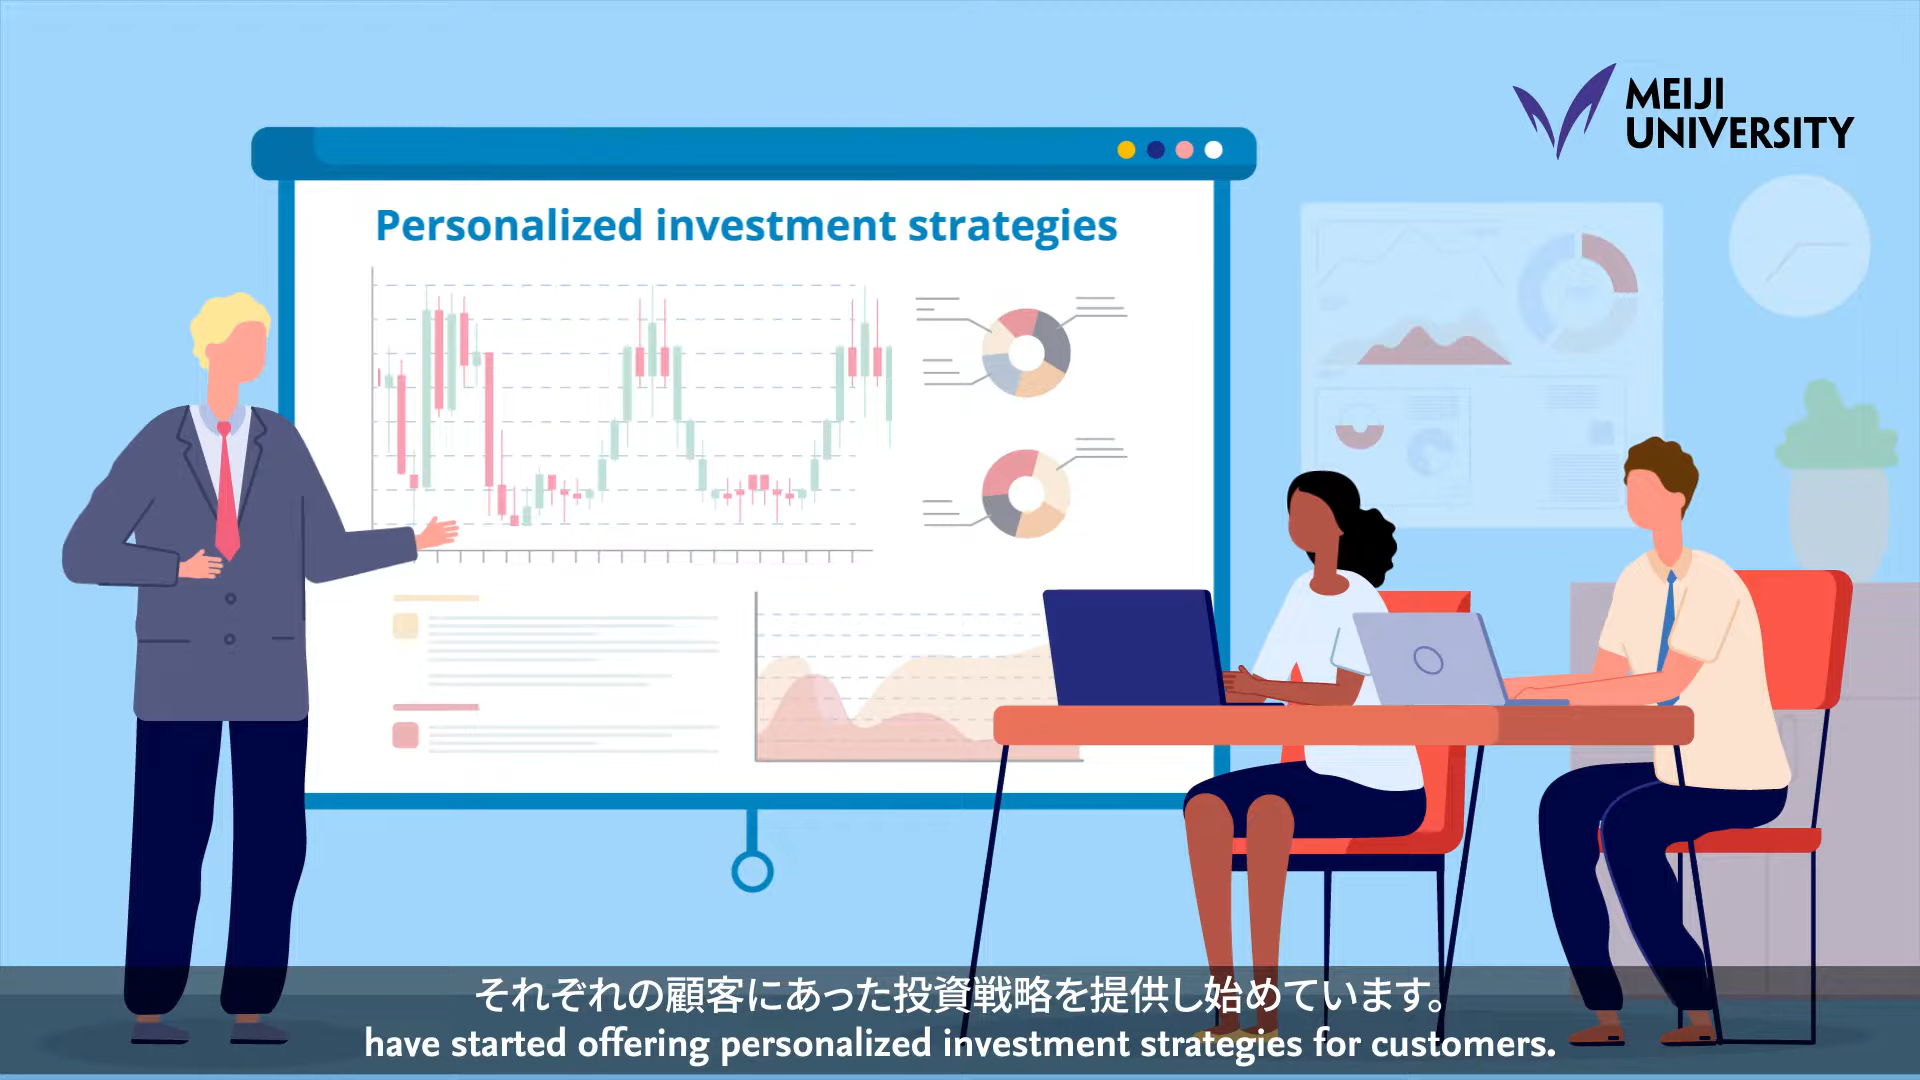 MEIJI
UNIVERSITY
Personalized investment strategies
それぞれの顧客にあった投資戦略を提供し始めています。
have started offering personalized investment strategies for customers.